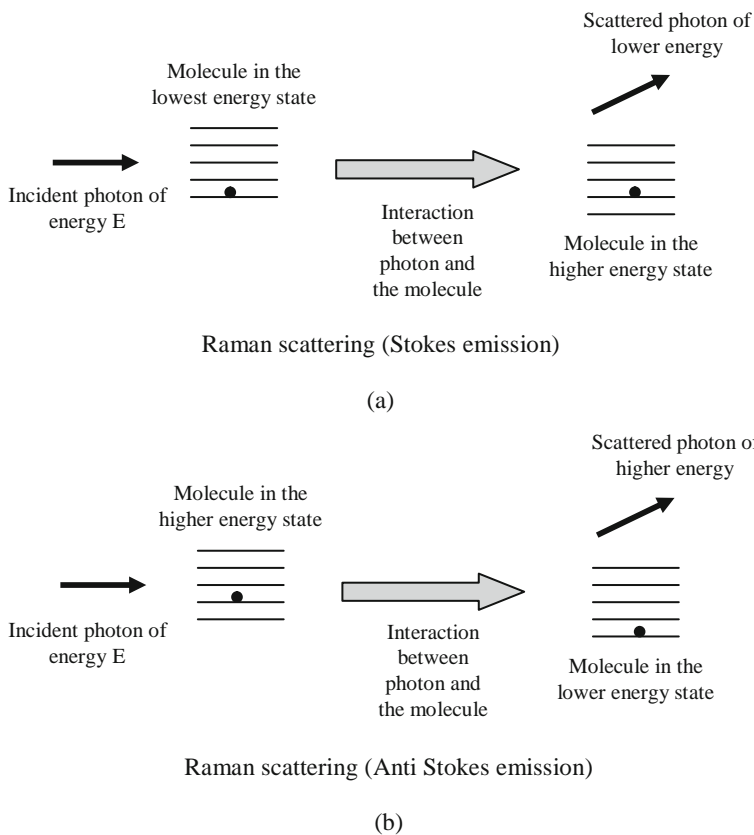 Scattered photon of
lower energy
Molecule in the
lowest energy state
Incident photon of
energy E
Interaction
between
photon and
the molecule
Molecule in the
higher energy state
Raman scattering (Stokes emission)
(a)
Scattered photon of
higher energy
Molecule in the
higher energy state
Incident photon of
energy E
Interaction
between
photon and
the molecule
Molecule in the
lower energy state
Raman scattering (Anti Stokes emission)
(b)